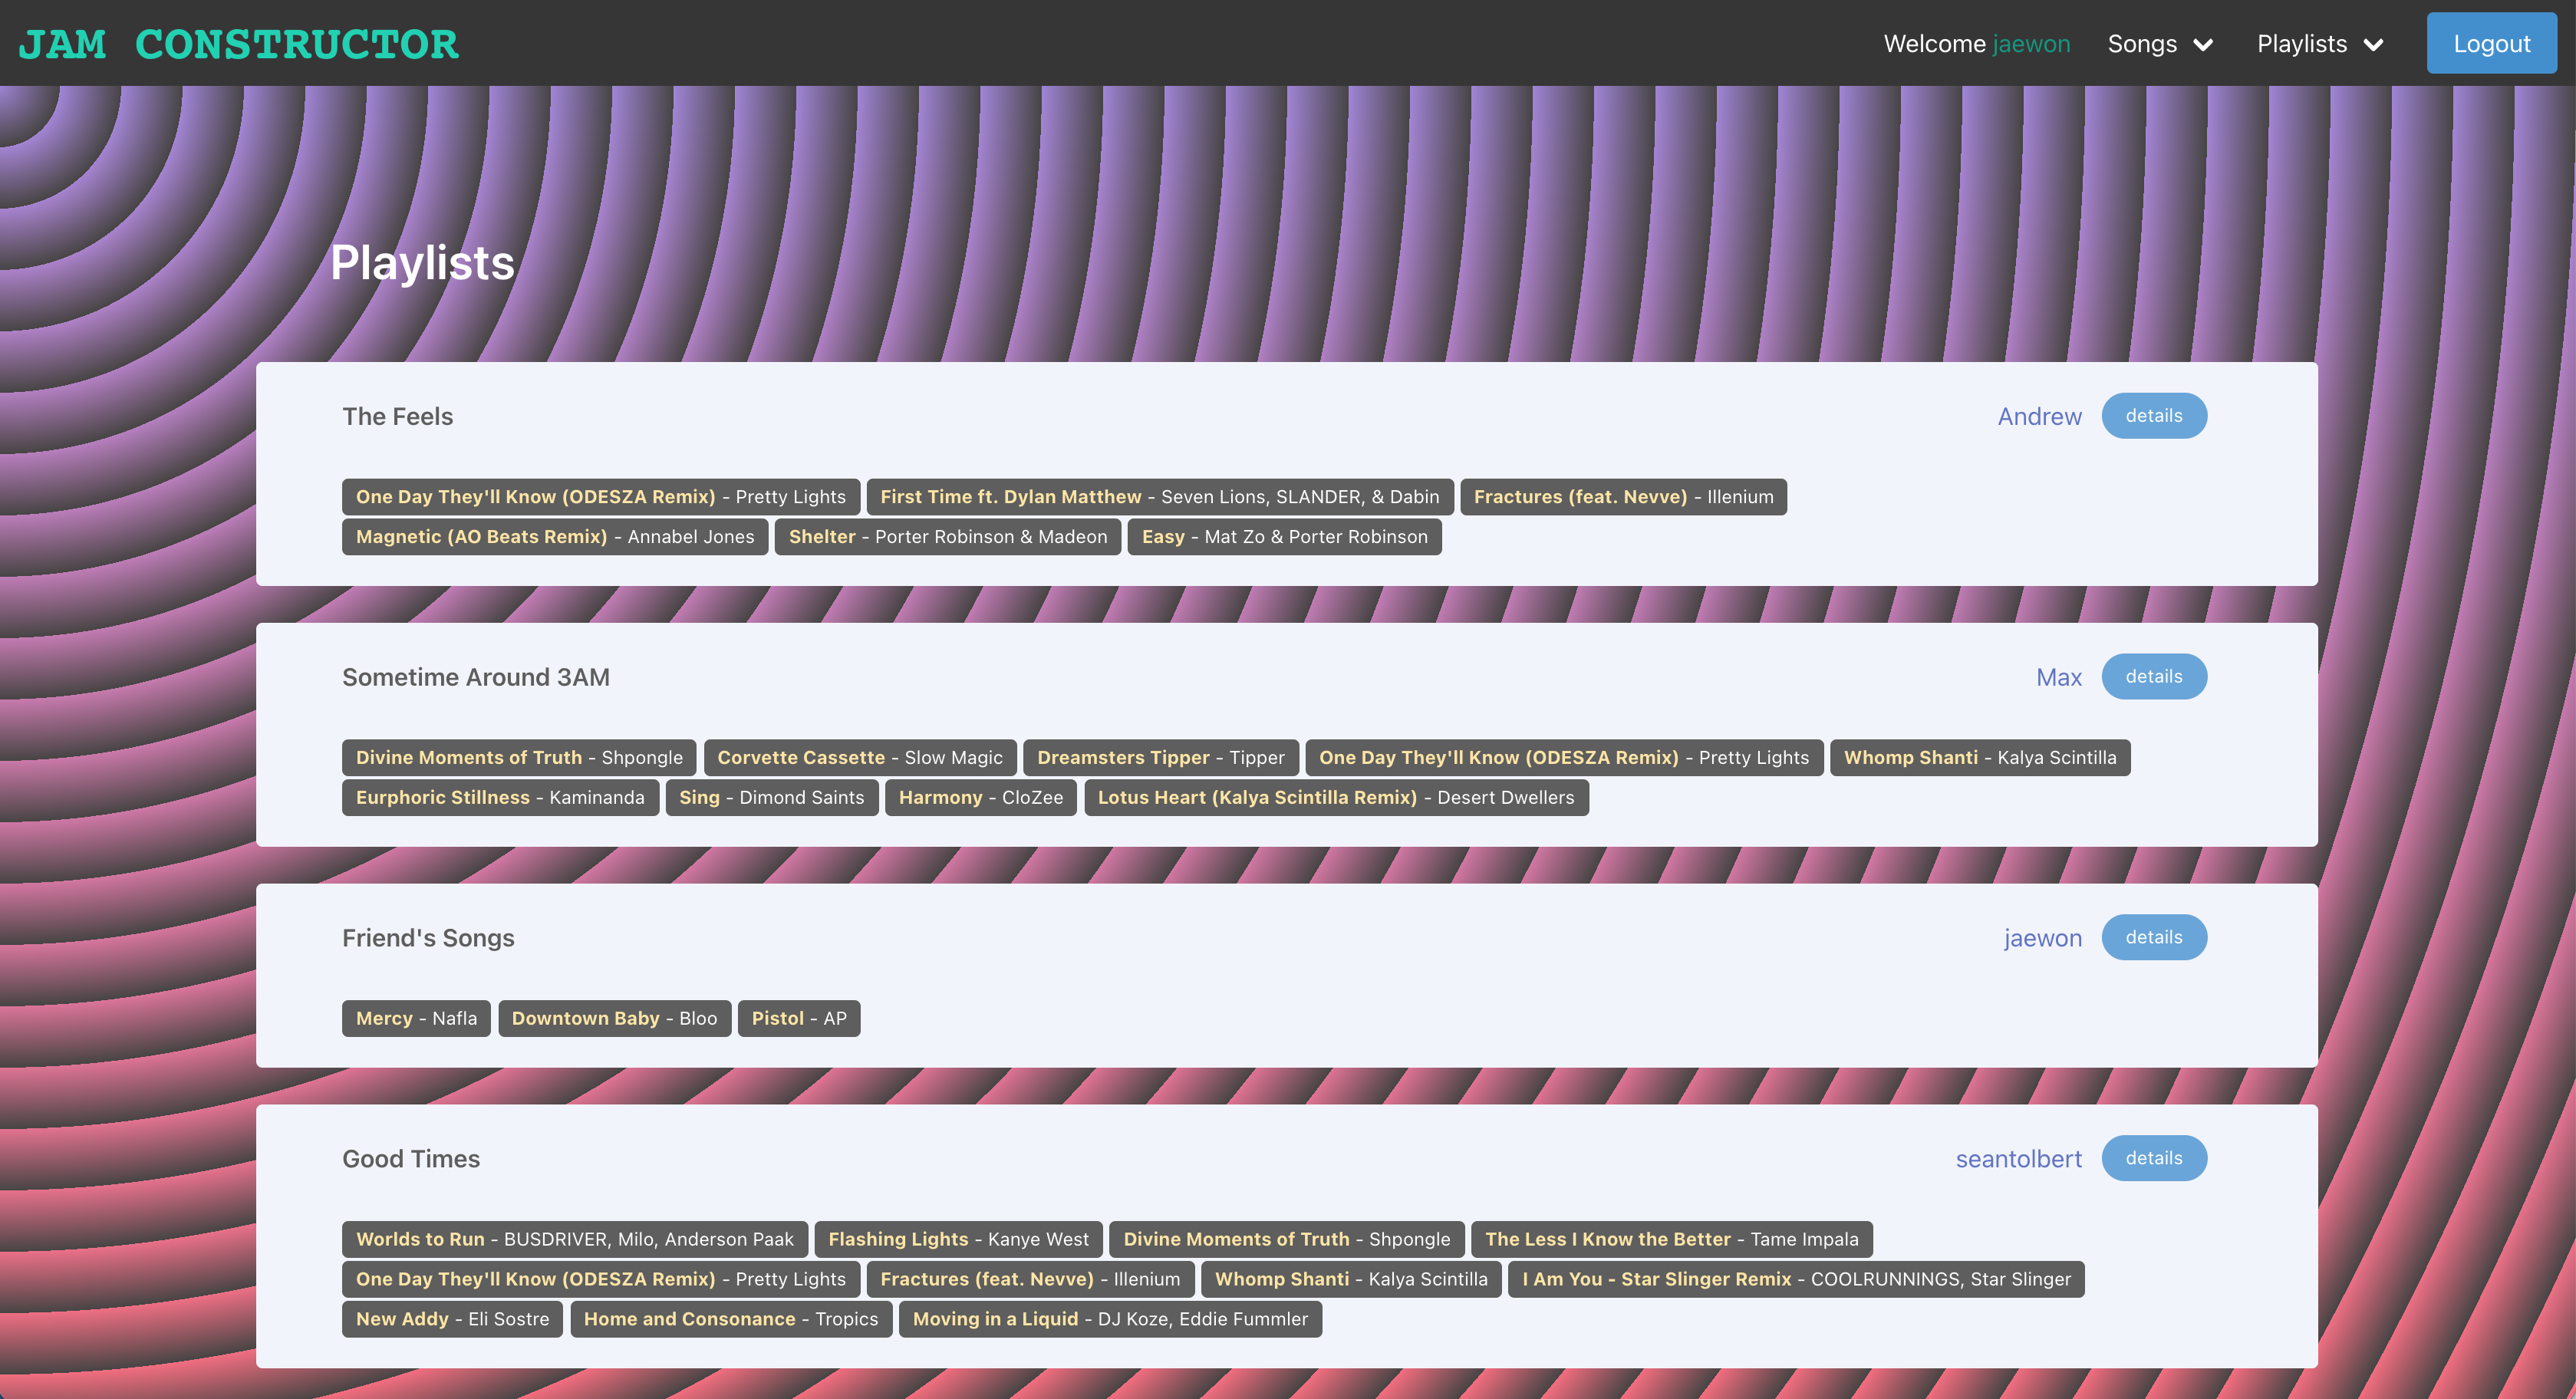 JAM CONSTRUCTOR Welcome jaewon Songs Playlists Logout
Playlists
The Feels Andrew details
One Day They'll Know (ODESZA Remix) - Pretty Lights First Time ft. Dylan Matthew - Seven Lions, SLANDER, & Dabin Fractures (feat. Nevve) - Illenium
Magnetic (AO Beats Remix) - Annabel Jones Shelter - Porter Robinson & Madeon Easy - Mat Zo & Porter Robinson
Sometime Around 3AM Max details
Divine Moments of Truth - Shpongle Corvette Cassette - Slow Magic Dreamsters Tipper - Tipper One Day They'll Know (ODESZA Remix) - Pretty Lights Whomp Shanti - Kalya Scintilla
Eurphoric Stillness - Kaminanda Sing - Dimond Saints Harmony - CloZee Lotus Heart (Kalya Scintilla Remix) - Desert Dwellers
Friend's Songs jaewon details
Mercy - Nafla Downtown Baby - Bloo Pistol - AP
Good Times seantolbert details
Worlds to Run - BUSDRIVER, Milo, Anderson Paak Flashing Lights - Kanye West Divine Moments of Truth - Shpongle The Less I Know the Better - Tame Impala
One Day They'll Know (ODESZA Remix) - Pretty Lights Fractures (feat. Nevve) - Illenium Whomp Shanti - Kalya Scintilla I Am You - Star Slinger Remix - COOLRUNNINGS, Star Slinger
New Addy - Eli Sostre Home and Consonance - Tropics Moving in a Liquid - DJ Koze, Eddie Fummler